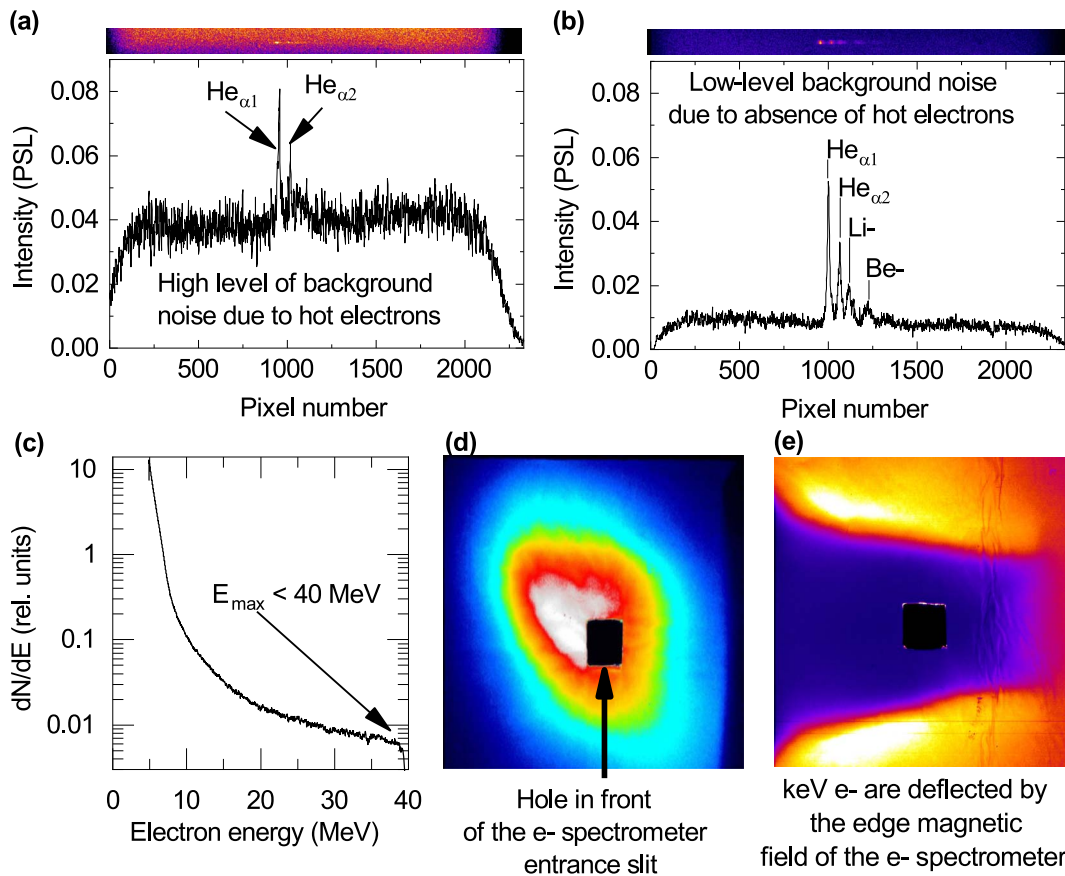 (a)
Heα1
Heα2
High level of background
noise due to hot electrons
0.08
0.06
0.04
0.02
0.00
Intensity (PSL)
0 500 1000 1500 2000
Pixel number
(b)
Low-level background noise
due to absence of hot electrons
Heα1
Heα2
Li-
Be-
0.08
0.06
0.04
0.02
0.00
Intensity (PSL)
0 500 1000 1500 2000
Pixel number
(c)
Emax < 40 MeV
10
1
0.1
0.01
dN/dE (rel. units)
0 10 20 30 40
Electron energy (MeV)
(d)
Hole in front
of the e- spectrometer
entrance slit
(e)
keV e- are deflected by
the edge magnetic
field of the e- spectrometer